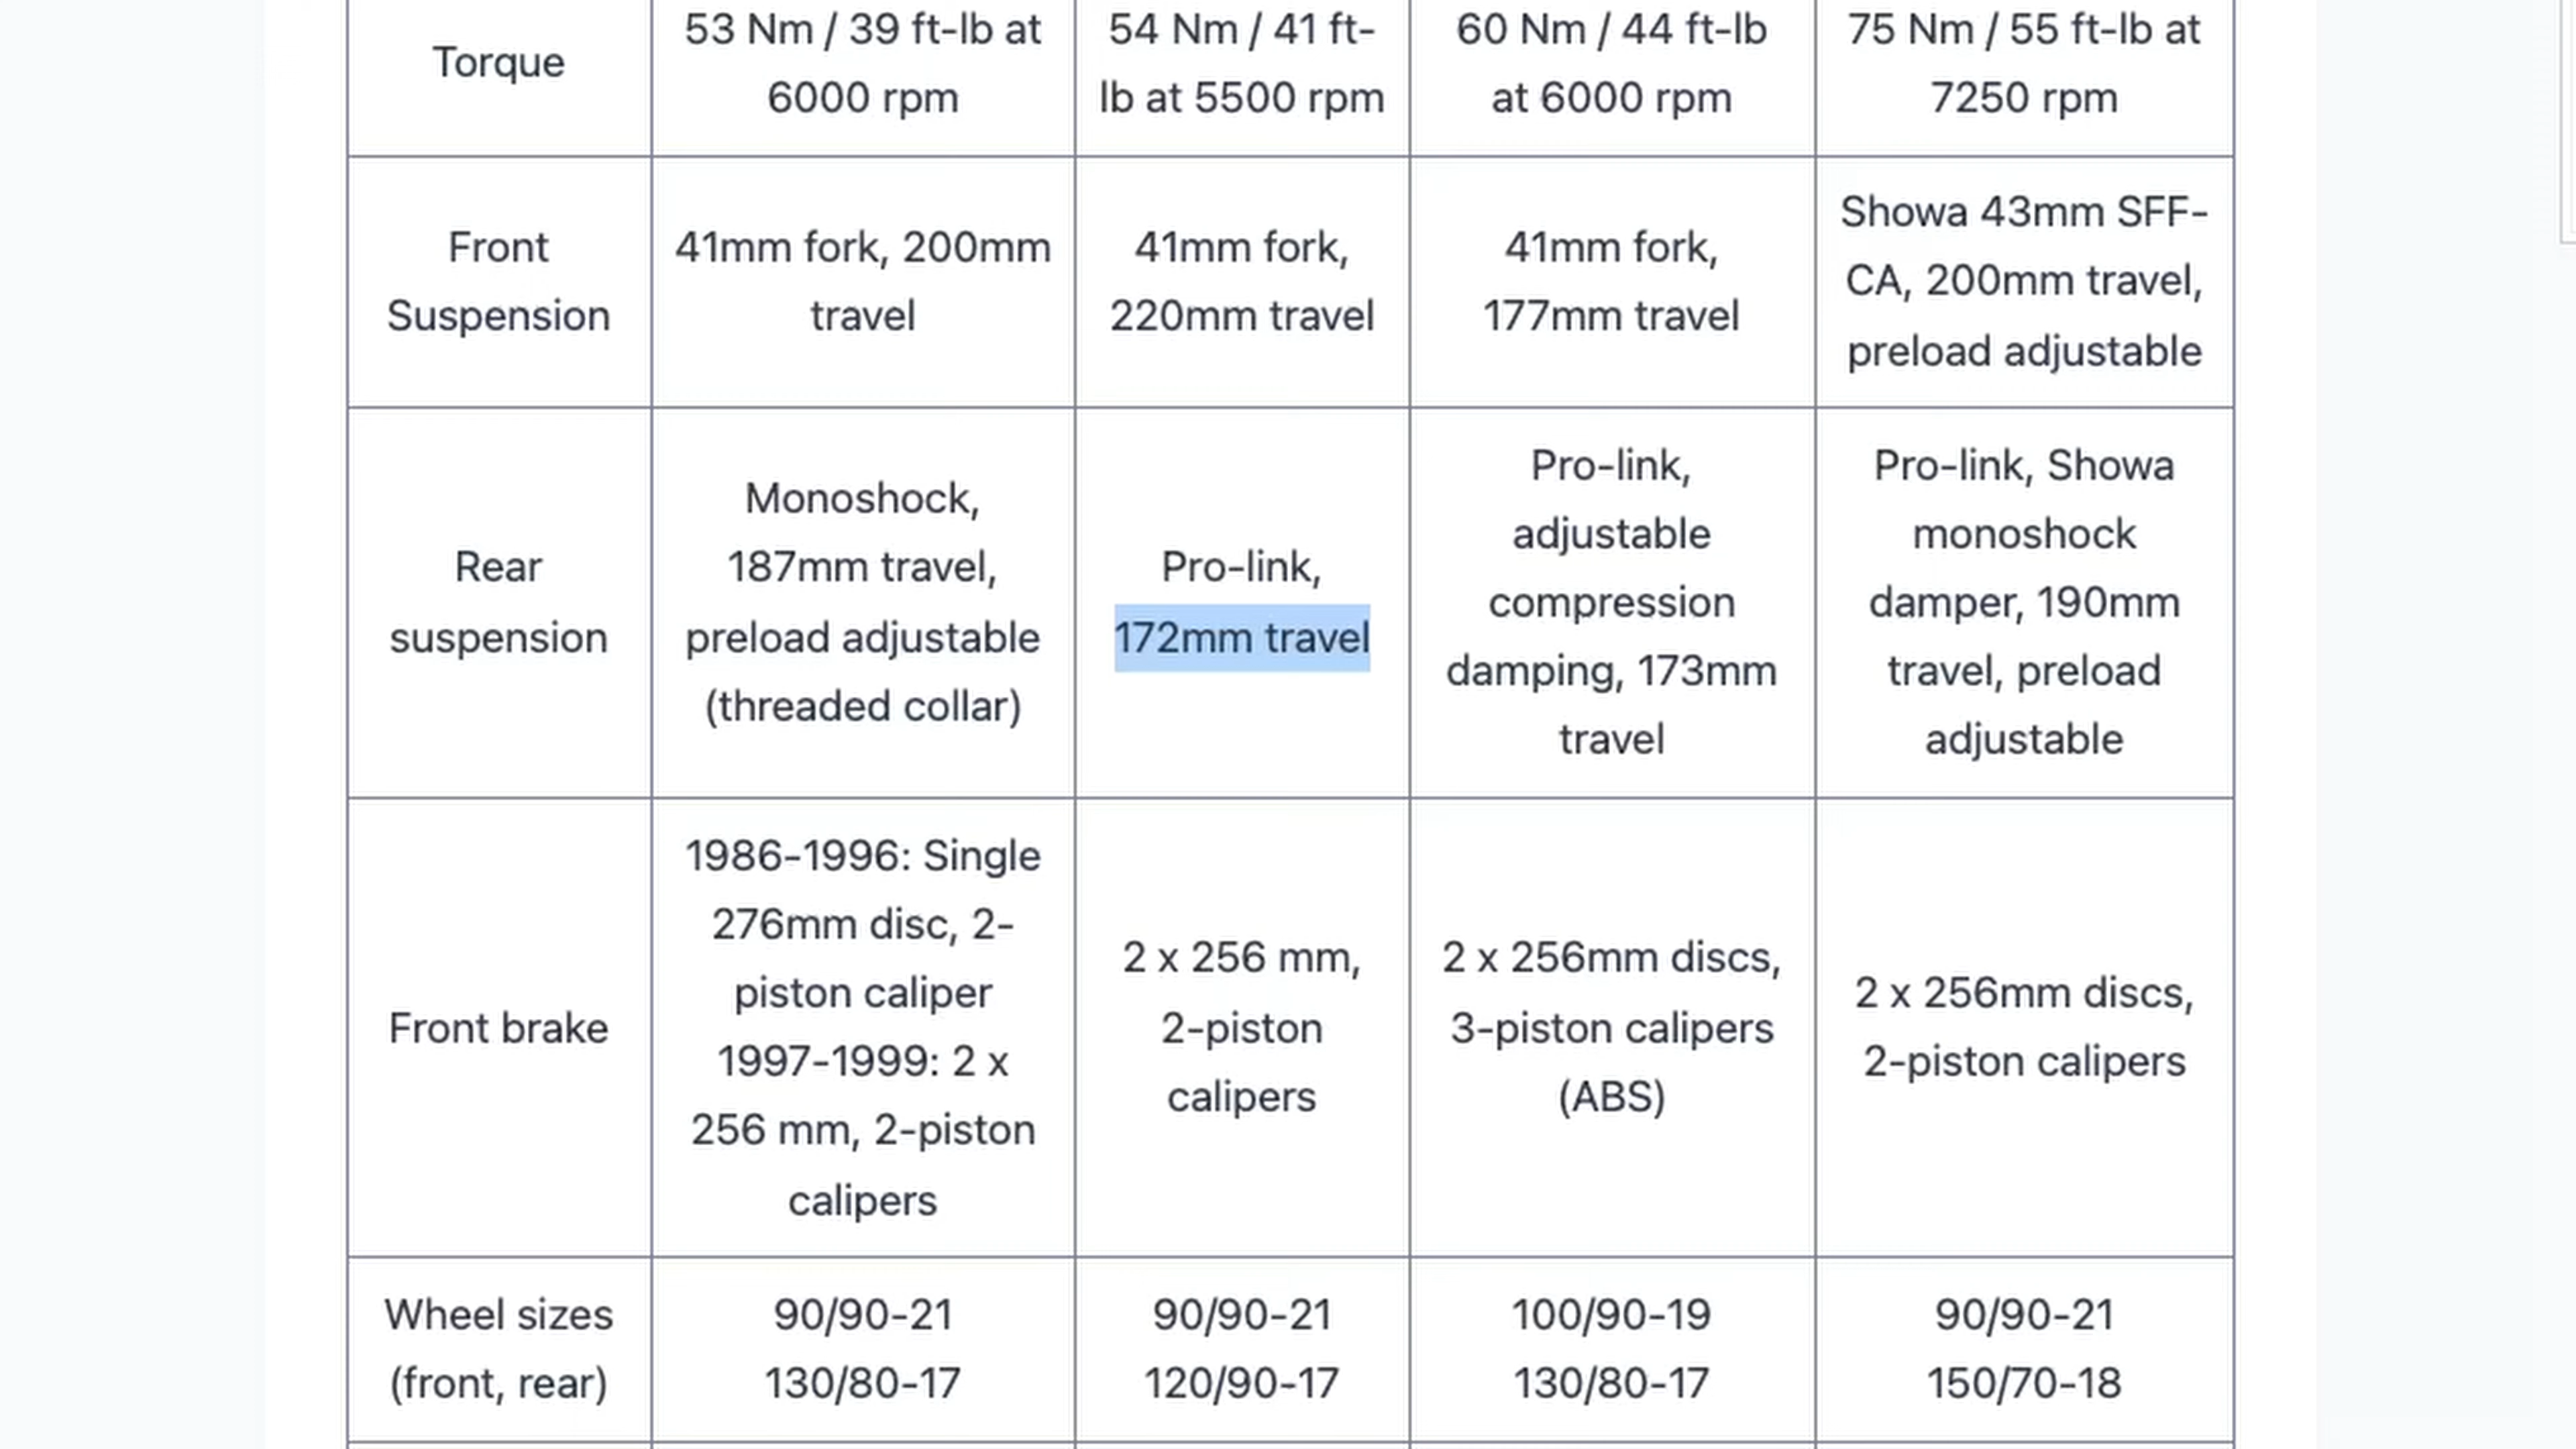 Torque
53 Nm / 39 ft-lb at
6000 rpm
54 Nm / 41 ft-
lb at 5500 rpm
60 Nm / 44 ft-lb
at 6000 rpm
75 Nm / 55 ft-lb at
7250 rpm
Front
Suspension
41mm fork, 200mm
travel
41mm fork,
220mm travel
41mm fork,
177mm travel
Showa 43mm SFF-
CA, 200mm travel,
preload adjustable
Rear
suspension
Monoshock,
187mm travel,
preload adjustable
(threaded collar)
Pro-link,
172mm travel
Pro-link,
adjustable
compression
damping, 173mm
travel
Pro-link, Showa
monoshock
damper, 190mm
travel, preload
adjustable
Front brake
1986-1996: Single
276mm disc, 2-
piston caliper
1997-1999: 2 x
256 mm, 2-piston
calipers
2 x 256 mm,
2-piston
calipers
2 x 256mm discs,
3-piston calipers
(ABS)
2 x 256mm discs,
2-piston calipers
Wheel sizes
(front, rear)
90/90-21
130/80-17
90/90-21
120/90-17
100/90-19
130/80-17
90/90-21
150/70-18